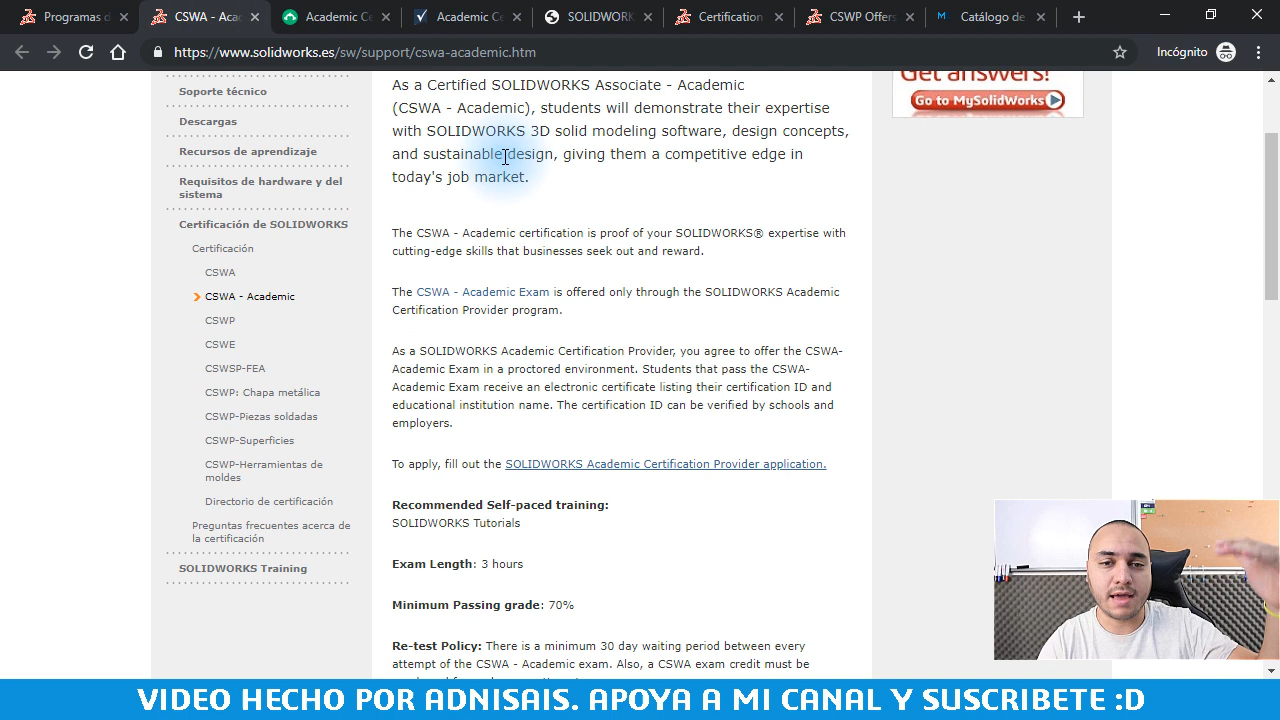 Programas d
CSWA - Aca
Academic Ce
Academic Ce
SOLIDWORK
Certification
CSWP Offers
Catálogo de
https://www.solidworks.es/sw/support/cswa-academic.htm
Incógnito
Soporte técnico
Descargas
Recursos de aprendizaje
Requisitos de hardware y del
sistema
Certificación de SOLIDWORKS
Certificación
CSWA
CSWA - Academic
CSWP
CSWE
CSWSP-FEA
CSWP: Chapa metálica
CSWP-Piezas soldadas
CSWP-Superficies
CSWP-Herramientas de
moldes
Directorio de certificación
Preguntas frecuentes acerca de
la certificación
SOLIDWORKS Training
As a Certified SOLIDWORKS Associate - Academic
(CSWA - Academic), students will demonstrate their expertise
with SOLIDWORKS 3D solid modeling software, design concepts,
and sustainable design, giving them a competitive edge in
today's job market.
The CSWA - Academic certification is proof of your SOLIDWORKS® expertise with
cutting-edge skills that businesses seek out and reward.
The CSWA - Academic Exam is offered only through the SOLIDWORKS Academic
Certification Provider program.
As a SOLIDWORKS Academic Certification Provider, you agree to offer the CSWA-
Academic Exam in a proctored environment. Students that pass the CSWA-
Academic Exam receive an electronic certificate listing their certification ID and
educational institution name. The certification ID can be verified by schools and
employers.
To apply, fill out the SOLIDWORKS Academic Certification Provider application.
Recommended Self-paced training:
SOLIDWORKS Tutorials
Exam Length: 3 hours
Minimum Passing grade: 70%
Re-test Policy: There is a minimum 30 day waiting period between every
attempt of the CSWA - Academic exam. Also, a CSWA exam credit must be
Get answers!
Go to MySolidWorks
VIDEO HECHO POR ADNISAIS. APOYA A MI CANAL Y SUSCRIBETE :D